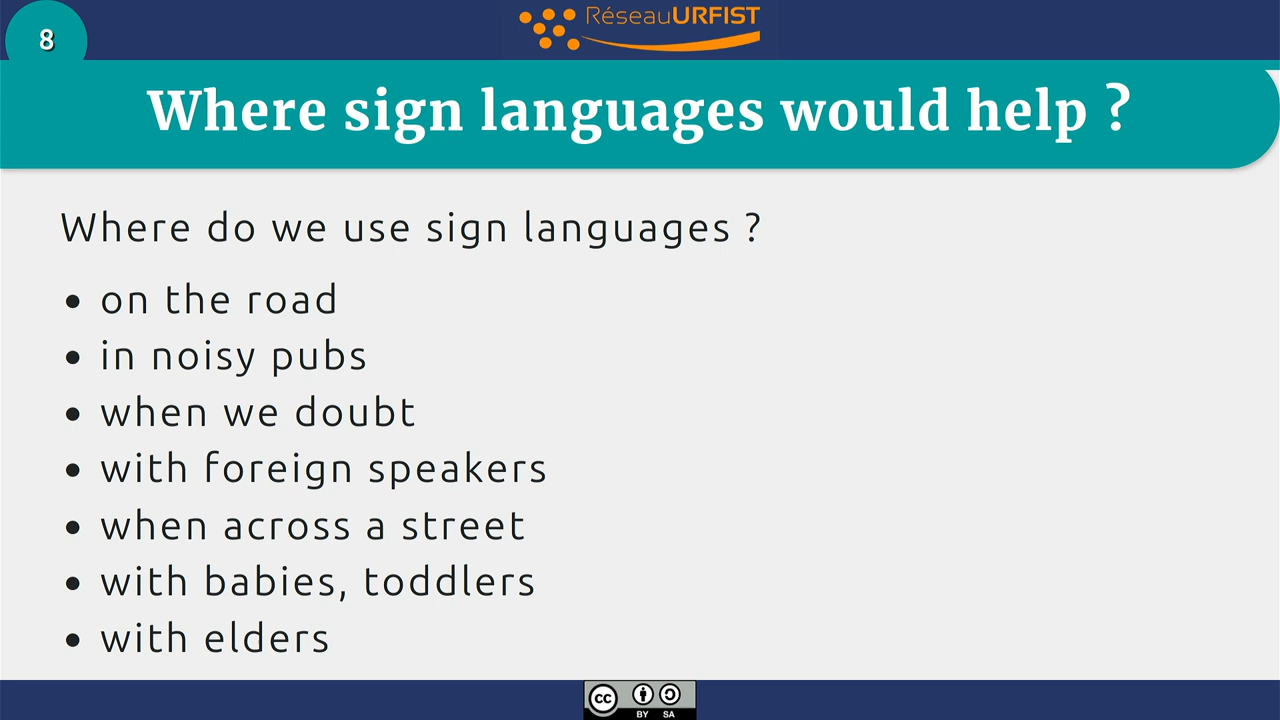 8
RéseauURFIST
Where sign languages would help ?
Where do we use sign languages ?
• on the road
• in noisy pubs
• when we doubt
• with foreign speakers
• when across a street
• with babies, toddlers
• with elders
cc
BY SA